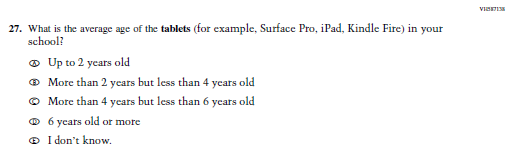 27. What is the average age of the tablets (for example, Surface Pro, iPad, Kindle Fire) in your
school?
Ⓐ Up to 2 years old
Ⓑ More than 2 years but less than 4 years old
Ⓒ More than 4 years but less than 6 years old
Ⓓ 6 years old or more
Ⓔ I don't know.